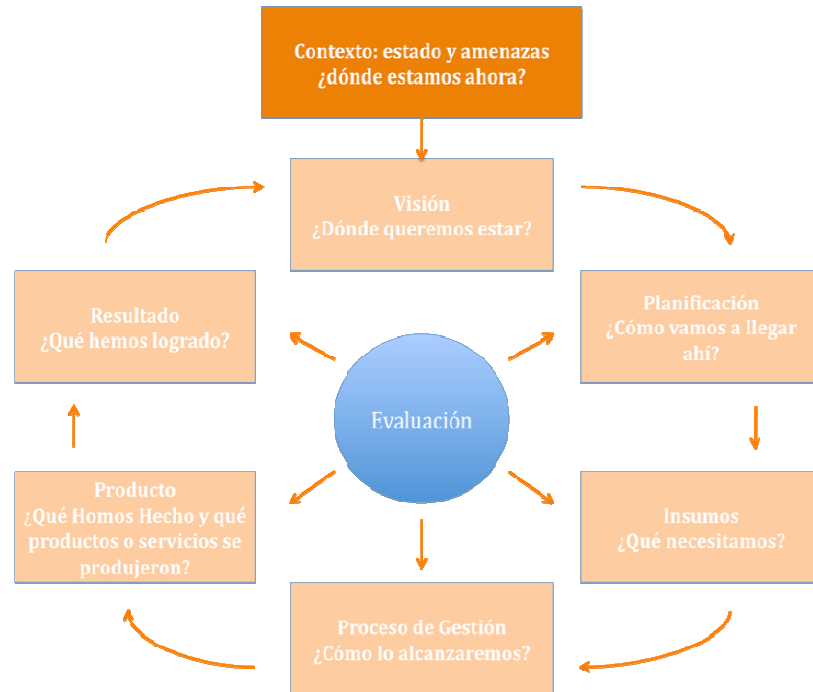 Contexto: estado y amenazas
¿dónde estamos ahora?
Visión
¿Dónde queremos estar?
Planificación
¿Cómo vamos a llegar
ahí?
Insumos
¿Qué necesitamos?
Proceso de Gestión
¿Cómo lo alcanzaremos?
Producto
¿Qué Homos Hecho y qué
productos o servicios se
produjeron?
Resultado
¿Qué hemos logrado?
Evaluación